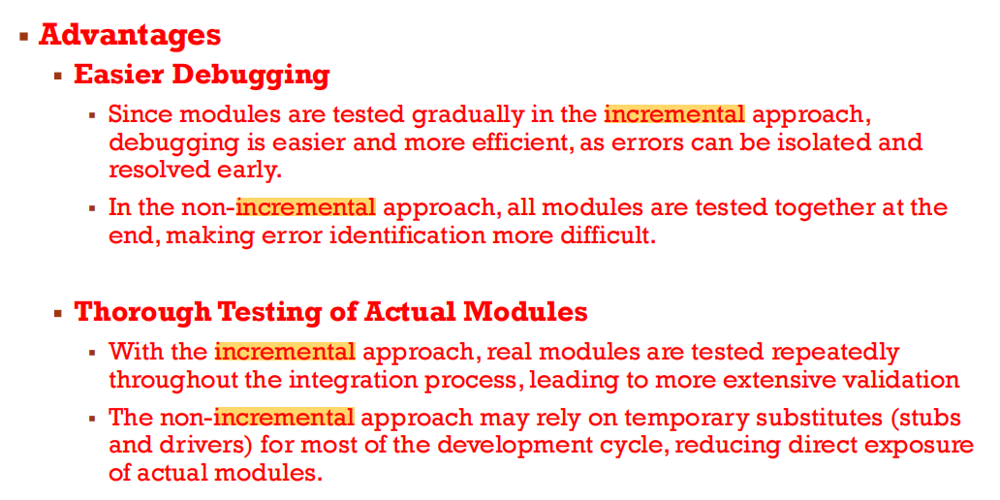 ▪ Advantages
▪ Easier Debugging
▪ Since modules are tested gradually in the incremental approach,
debugging is easier and more efficient, as errors can be isolated and
resolved early.
▪ In the non-incremental approach, all modules are tested together at the
end, making error identification more difficult.
▪ Thorough Testing of Actual Modules
▪ With the incremental approach, real modules are tested repeatedly
throughout the integration process, leading to more extensive validation
▪ The non-incremental approach may rely on temporary substitutes (stubs
and drivers) for most of the development cycle, reducing direct exposure
of actual modules.